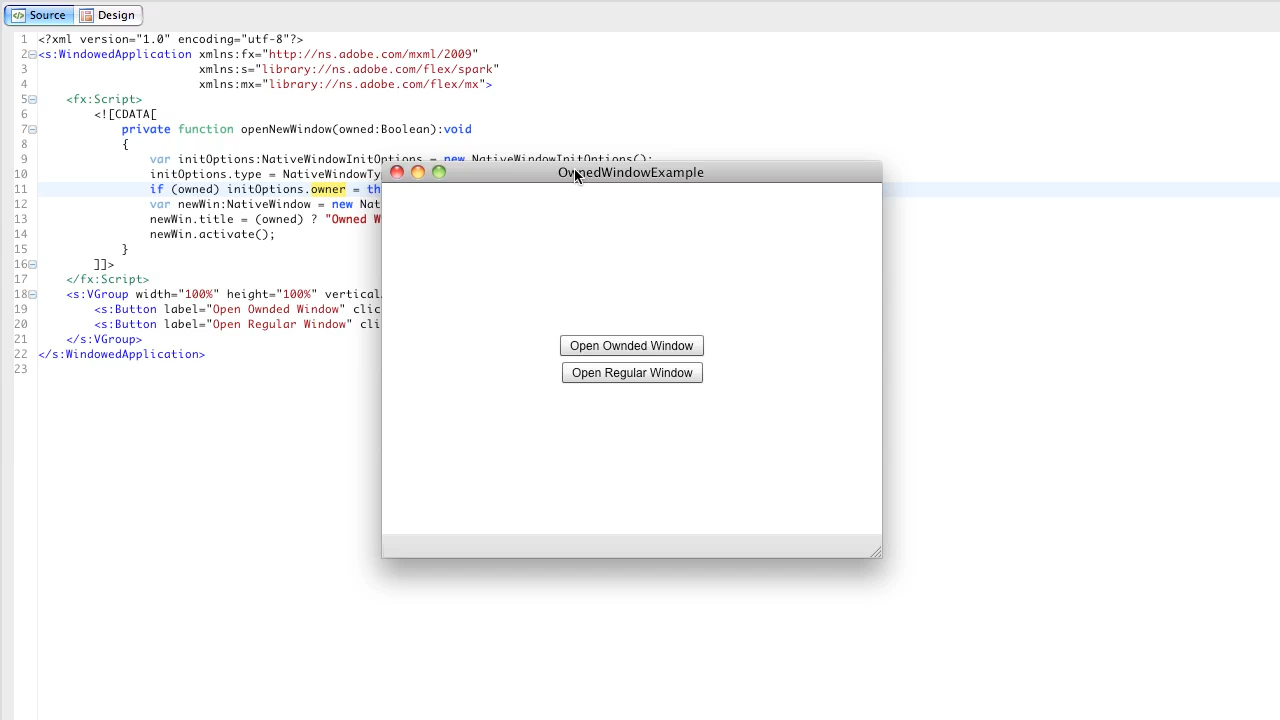 Source Design
1 <?xml version="1.0" encoding="utf-8"?>
2 <s:WindowedApplication xmlns:fx="http://ns.adobe.com/mxml/2009"
3 xmlns:s="library://ns.adobe.com/flex/spark"
4 xmlns:mx="library://ns.adobe.com/flex/mx">
5 <fx:Script>
6 <![CDATA[
7 private function openNewWindow(owned:Boolean):void
8 {
9 var initOptions:NativeWindowInitOptions = new NativeWindowInitOptions();
10 initOptions.type = NativeWindowTy
11 if (owned) initOptions.owner = th
12 var newWin:NativeWindow = new Nat
13 newWin.title = (owned) ? "Owned W
14 newWin.activate();
15 }
16 ]]>
17 </fx:Script>
18 <s:VGroup width="100%" height="100%" vertical
19 <s:Button label="Open Ownded Window" clic
20 <s:Button label="Open Regular Window" cli
21 </s:VGroup>
22 </s:WindowedApplication>
23
OwnedWindowExample
Open Ownded Window
Open Regular Window